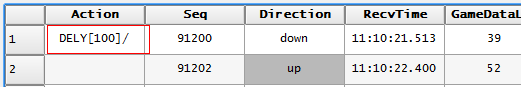 Action Seq Direction RecvTime GameDataL
1 DELY[100]/ 91200 down 11:10:21.513 39
2 91202 up 11:10:22.400 52